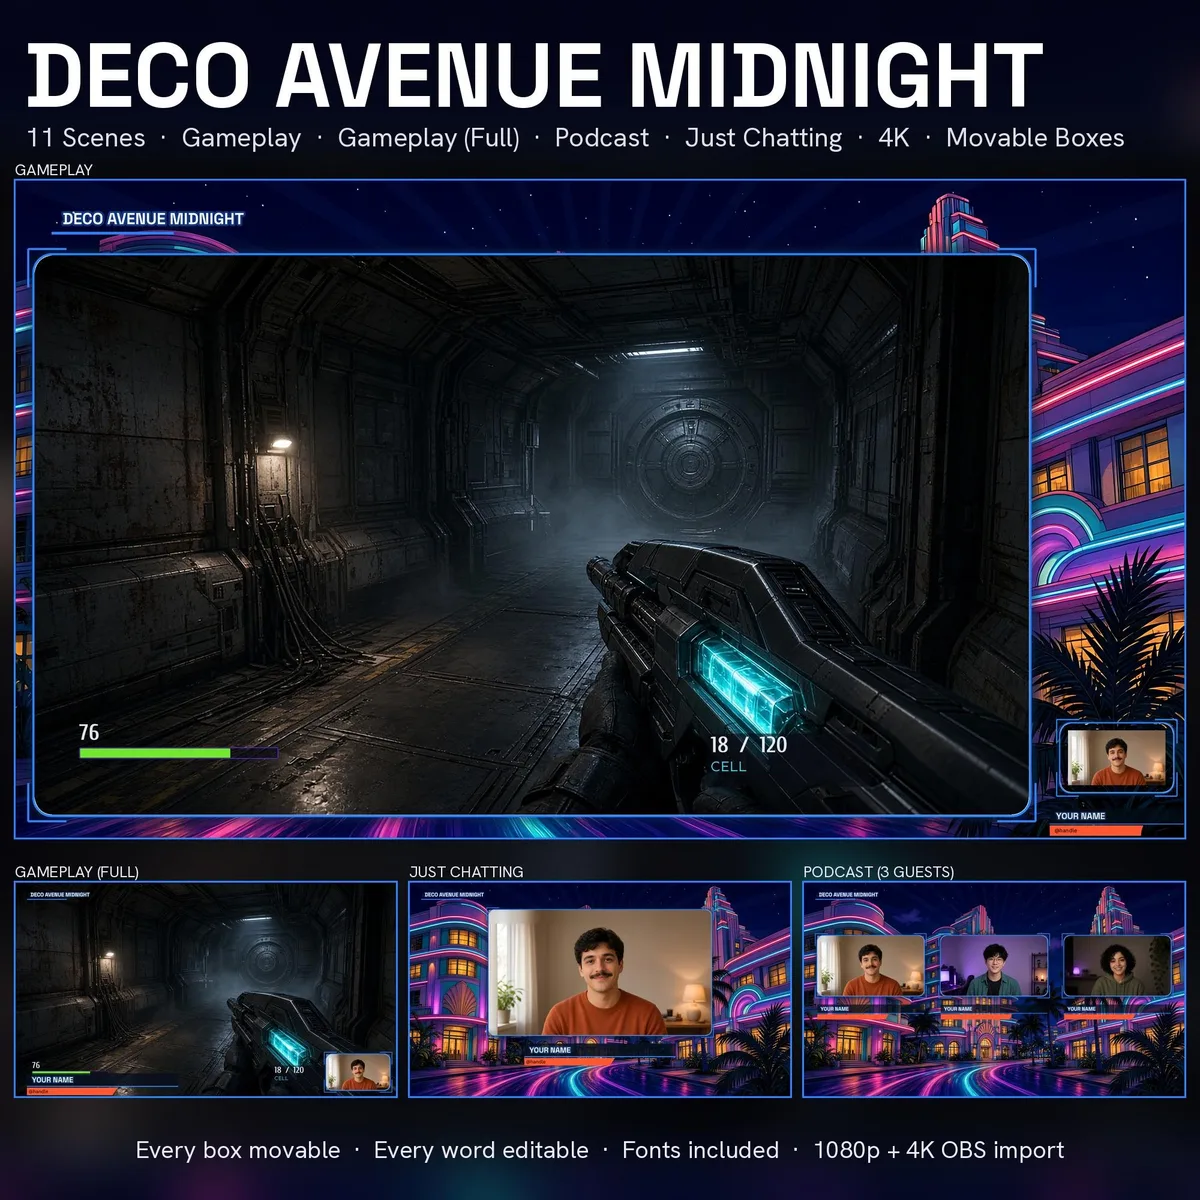 DECO AVENUE MIDNIGHT
11 Scenes · Gameplay · Gameplay (Full) · Podcast · Just Chatting · 4K · Movable Boxes
GAMEPLAY
DECO AVENUE MIDNIGHT
76
18 / 120
CELL
YOUR NAME
@handle
GAMEPLAY (FULL)
JUST CHATTING
PODCAST (3 GUESTS)
DECO AVENUE MIDNIGHT
76
18 / 120
CELL
YOUR NAME
@handle
DECO AVENUE MIDNIGHT
YOUR NAME
@handle
DECO AVENUE MIDNIGHT
YOUR NAME
YOUR NAME
YOUR NAME
Every box movable · Every word editable · Fonts included · 1080p + 4K OBS import